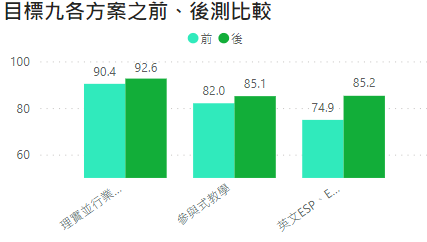 目標九各方案之前、後測比較
前 後
100
80
60
90.4 92.6
82.0 85.1
74.9 85.2
理實並行業...
參與式教學
英文ESP、E...